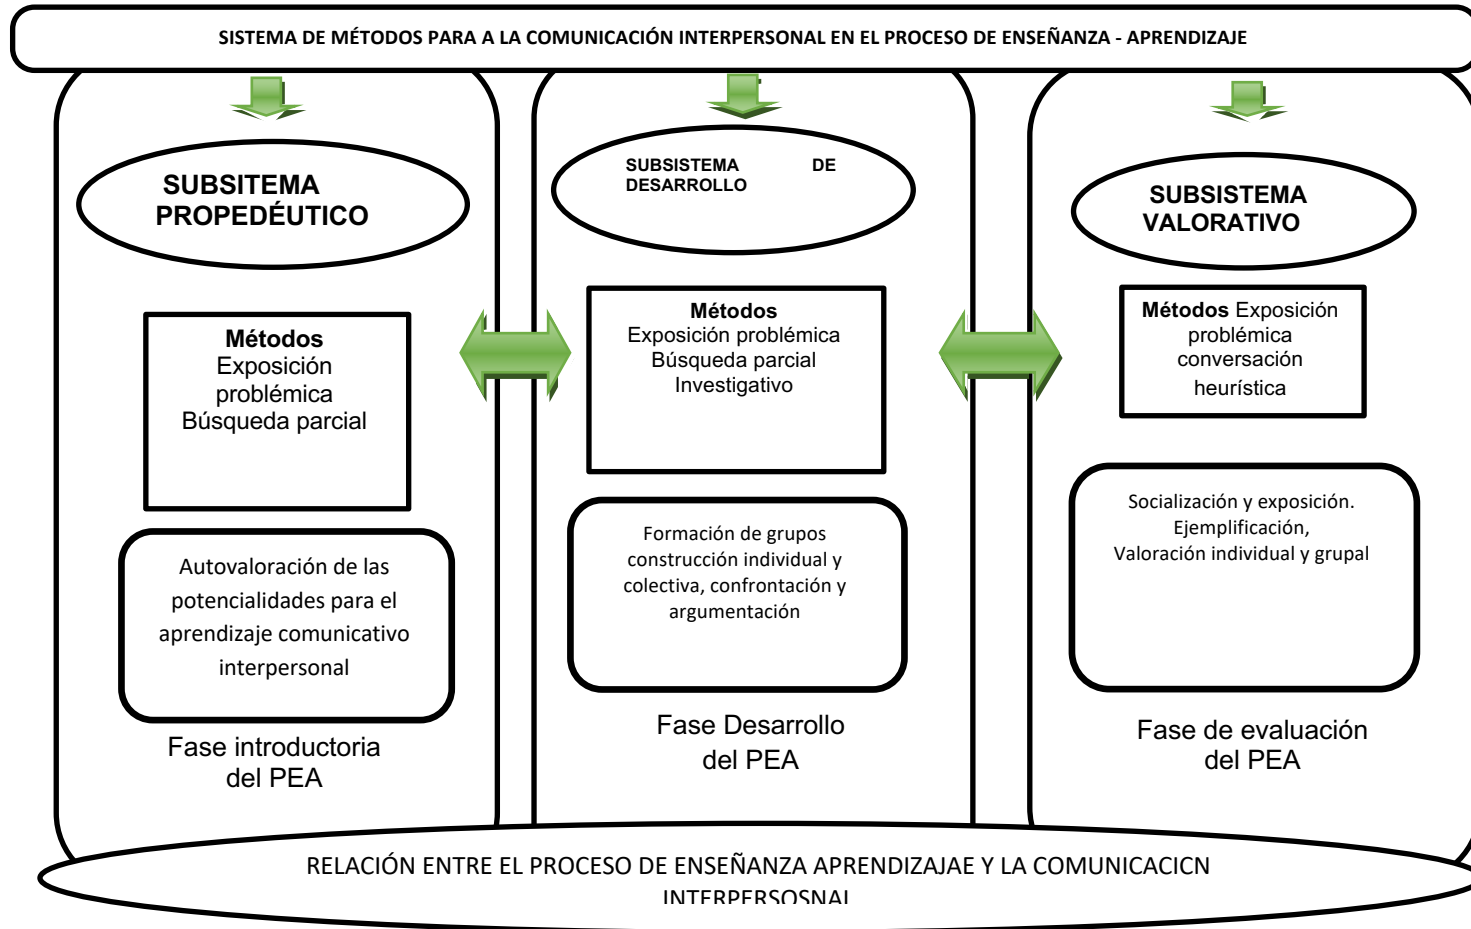 SISTEMA DE MÉTODOS PARA A LA COMUNICACIÓN INTERPERSONAL EN EL PROCESO DE ENSEÑANZA - APRENDIZAJE
SUBSITEMA
PROPEDÉUTICO
Métodos
Exposición
problémica
Búsqueda parcial
Autovaloración de las
potencialidades para el
aprendizaje comunicativo
interpersonal
Fase introductoria
del PEA
SUBSISTEMA DE
DESARROLLO
Métodos
Exposición problémica
Búsqueda parcial
Investigativo
Formación de grupos
construcción individual y
colectiva, confrontación y
argumentación
Fase Desarrollo
del PEA
SUBSISTEMA
VALORATIVO
Métodos Exposición
problémica
conversación
heurística
Socialización y exposición.
Ejemplificación,
Valoración individual y grupal
Fase de evaluación
del PEA
RELACIÓN ENTRE EL PROCESO DE ENSEÑANZA APRENDIZAJAE Y LA COMUNICACICN
INTERPERSOSNAL